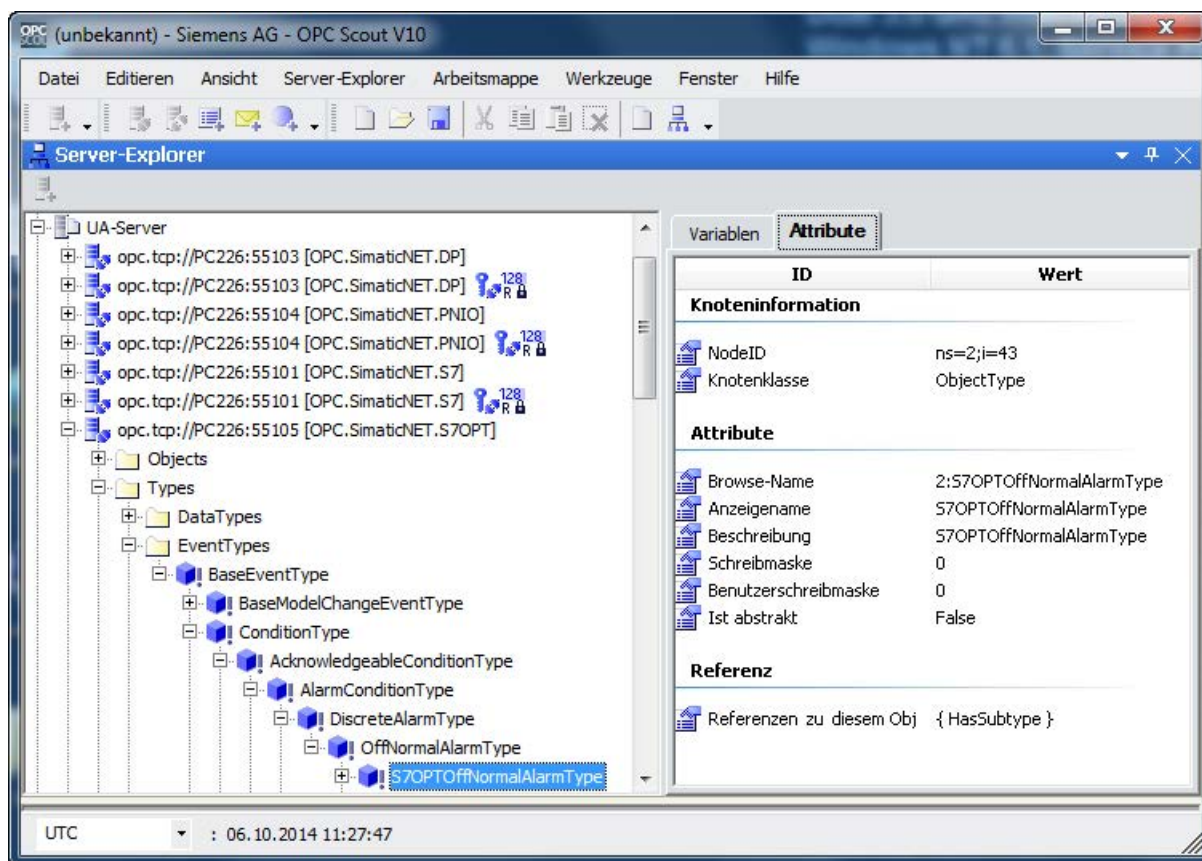 OPC SCOUT (unbekannt) - Siemens AG - OPC Scout V10
Datei Editieren Ansicht Server-Explorer Arbeitsmappe Werkzeuge Fenster Hilfe
Server-Explorer
UA-Server
opc.tcp://PC226:55103 [OPC.SimaticNET.DP]
opc.tcp://PC226:55103 [OPC.SimaticNET.DP] 128 R
opc.tcp://PC226:55104 [OPC.SimaticNET.PNIO]
opc.tcp://PC226:55104 [OPC.SimaticNET.PNIO] 128 R
opc.tcp://PC226:55101 [OPC.SimaticNET.S7]
opc.tcp://PC226:55101 [OPC.SimaticNET.S7] 128 R
opc.tcp://PC226:55105 [OPC.SimaticNET.S7OPT]
Objects
Types
DataTypes
EventTypes
BaseEventType
BaseModelChangeEventType
ConditionType
AcknowledgeableConditionType
AlarmConditionType
DiscreteAlarmType
OffNormalAlarmType
S7OPTOffNormalAlarmType
Variablen Attribute
ID Wert
Knoteninformation
NodeID ns=2;i=43
Knotenklasse ObjectType
Attribute
Browse-Name 2:S7OPTOffNormalAlarmType
Anzeigename S7OPTOffNormalAlarmType
Beschreibung S7OPTOffNormalAlarmType
Schreibmaske 0
Benutzerschreibmaske 0
Ist abstrakt False
Referenz
Referenzen zu diesem Obj { HasSubtype }
UTC : 06.10.2014 11:27:47